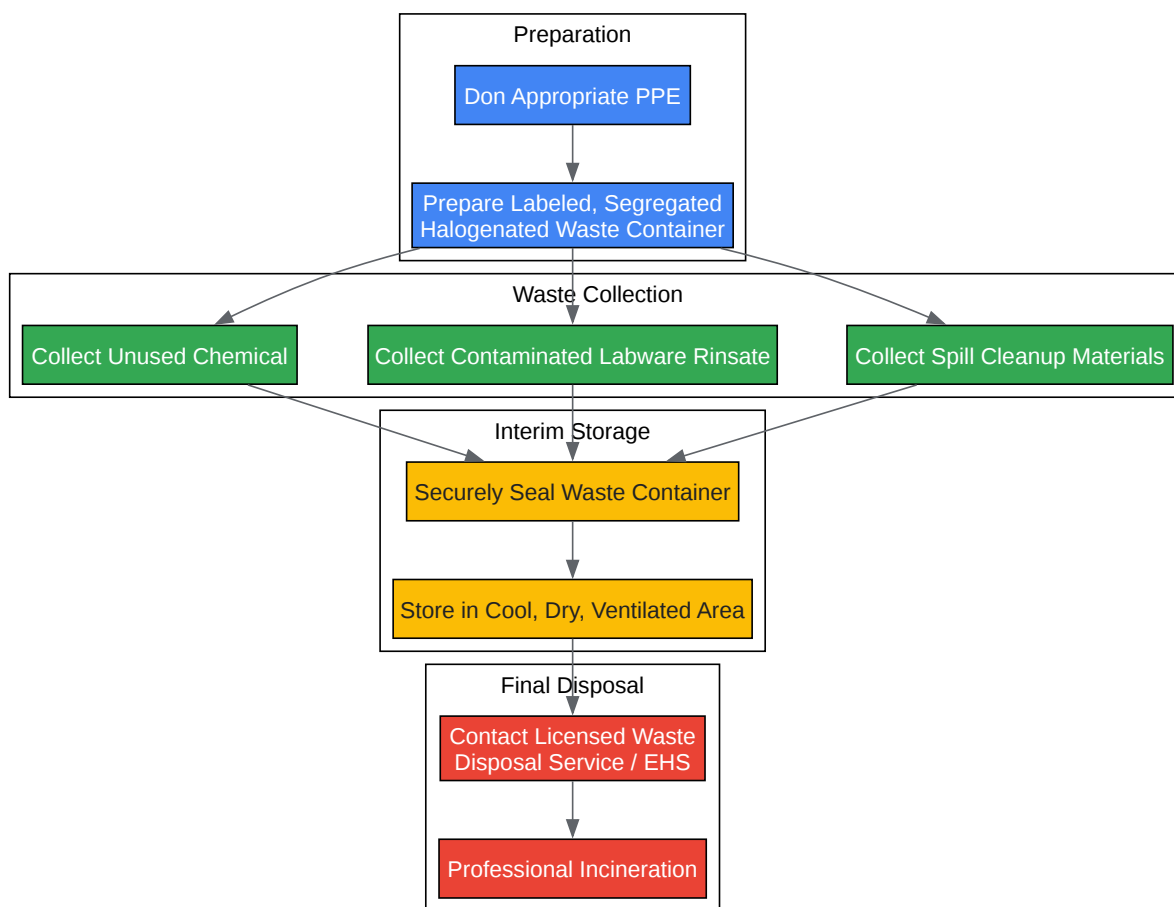 Preparation
Don Appropriate PPE
Prepare Labeled, Segregated
Halogenated Waste Container
Waste Collection
Collect Unused Chemical
Collect Contaminated Labware Rinsate
Collect Spill Cleanup Materials
Interim Storage
Securely Seal Waste Container
Store in Cool, Dry, Ventilated Area
Final Disposal
Contact Licensed Waste
Disposal Service / EHS
Professional Incineration